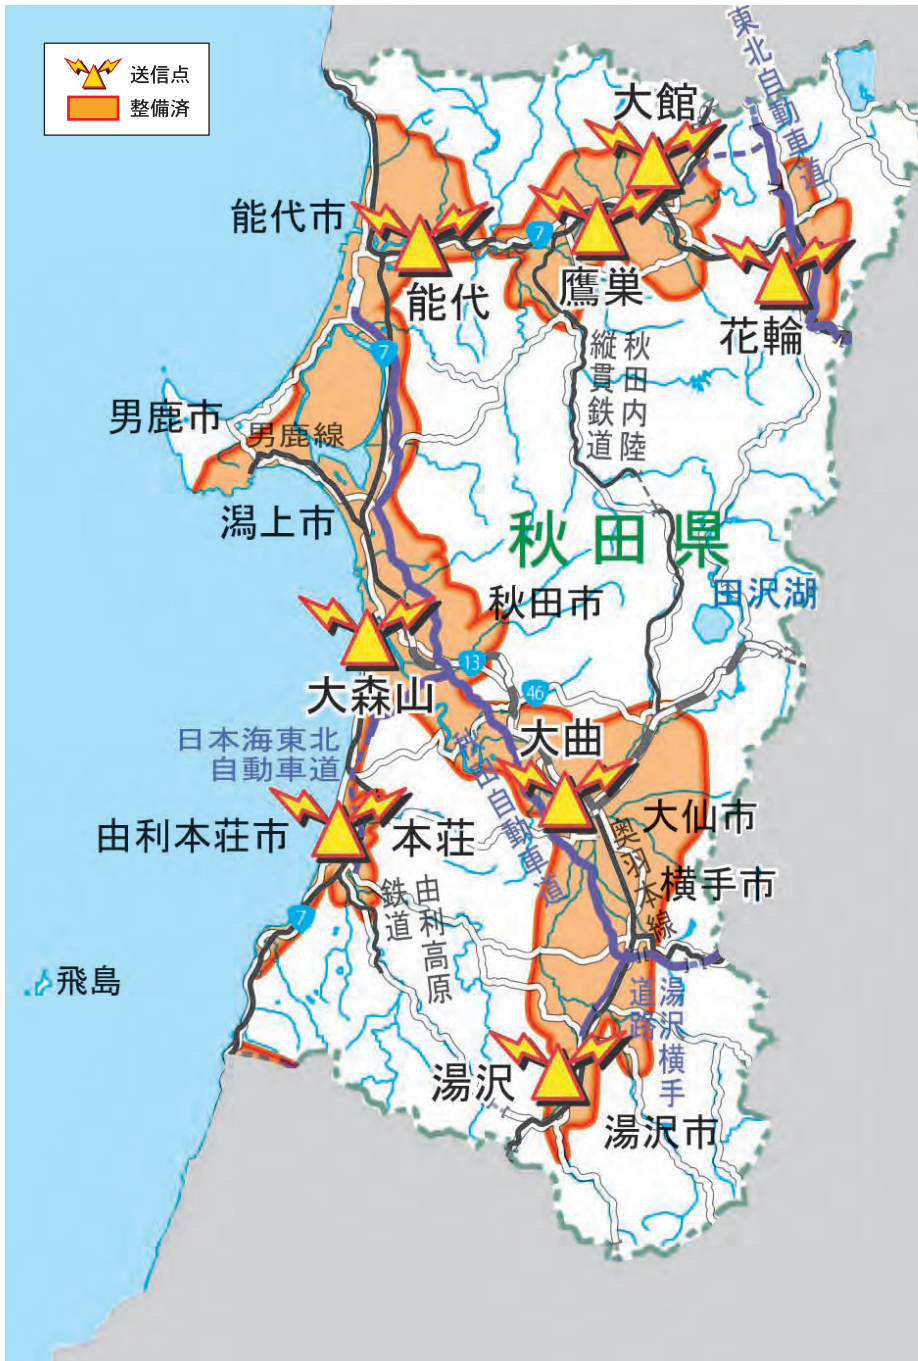 送信点
整備済
東北自動車道
大館
能代市
7
能代
鷹巣
花輪
7
秋田内陸
縦貫鉄道
男鹿市
男鹿線
潟上市
秋田県
秋田市
田沢湖
13
46
大森山
大曲
日本海東北
自動車道
秋田自動車道
大仙市
由利本荘市
本荘
奥羽本線
横手市
由利高原
鉄道
7
飛島
湯沢横手
道路
湯沢
湯沢市